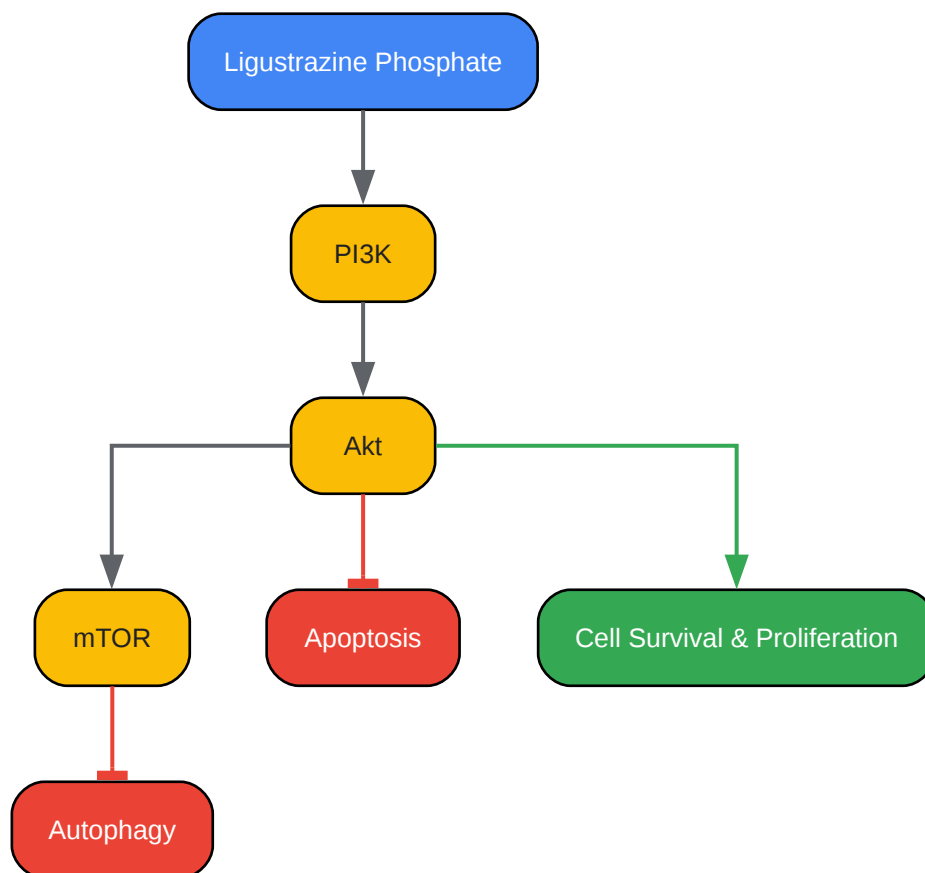 Ligustrazine Phosphate
PI3K
Akt
mTOR
Apoptosis
Cell Survival & Proliferation
Autophagy